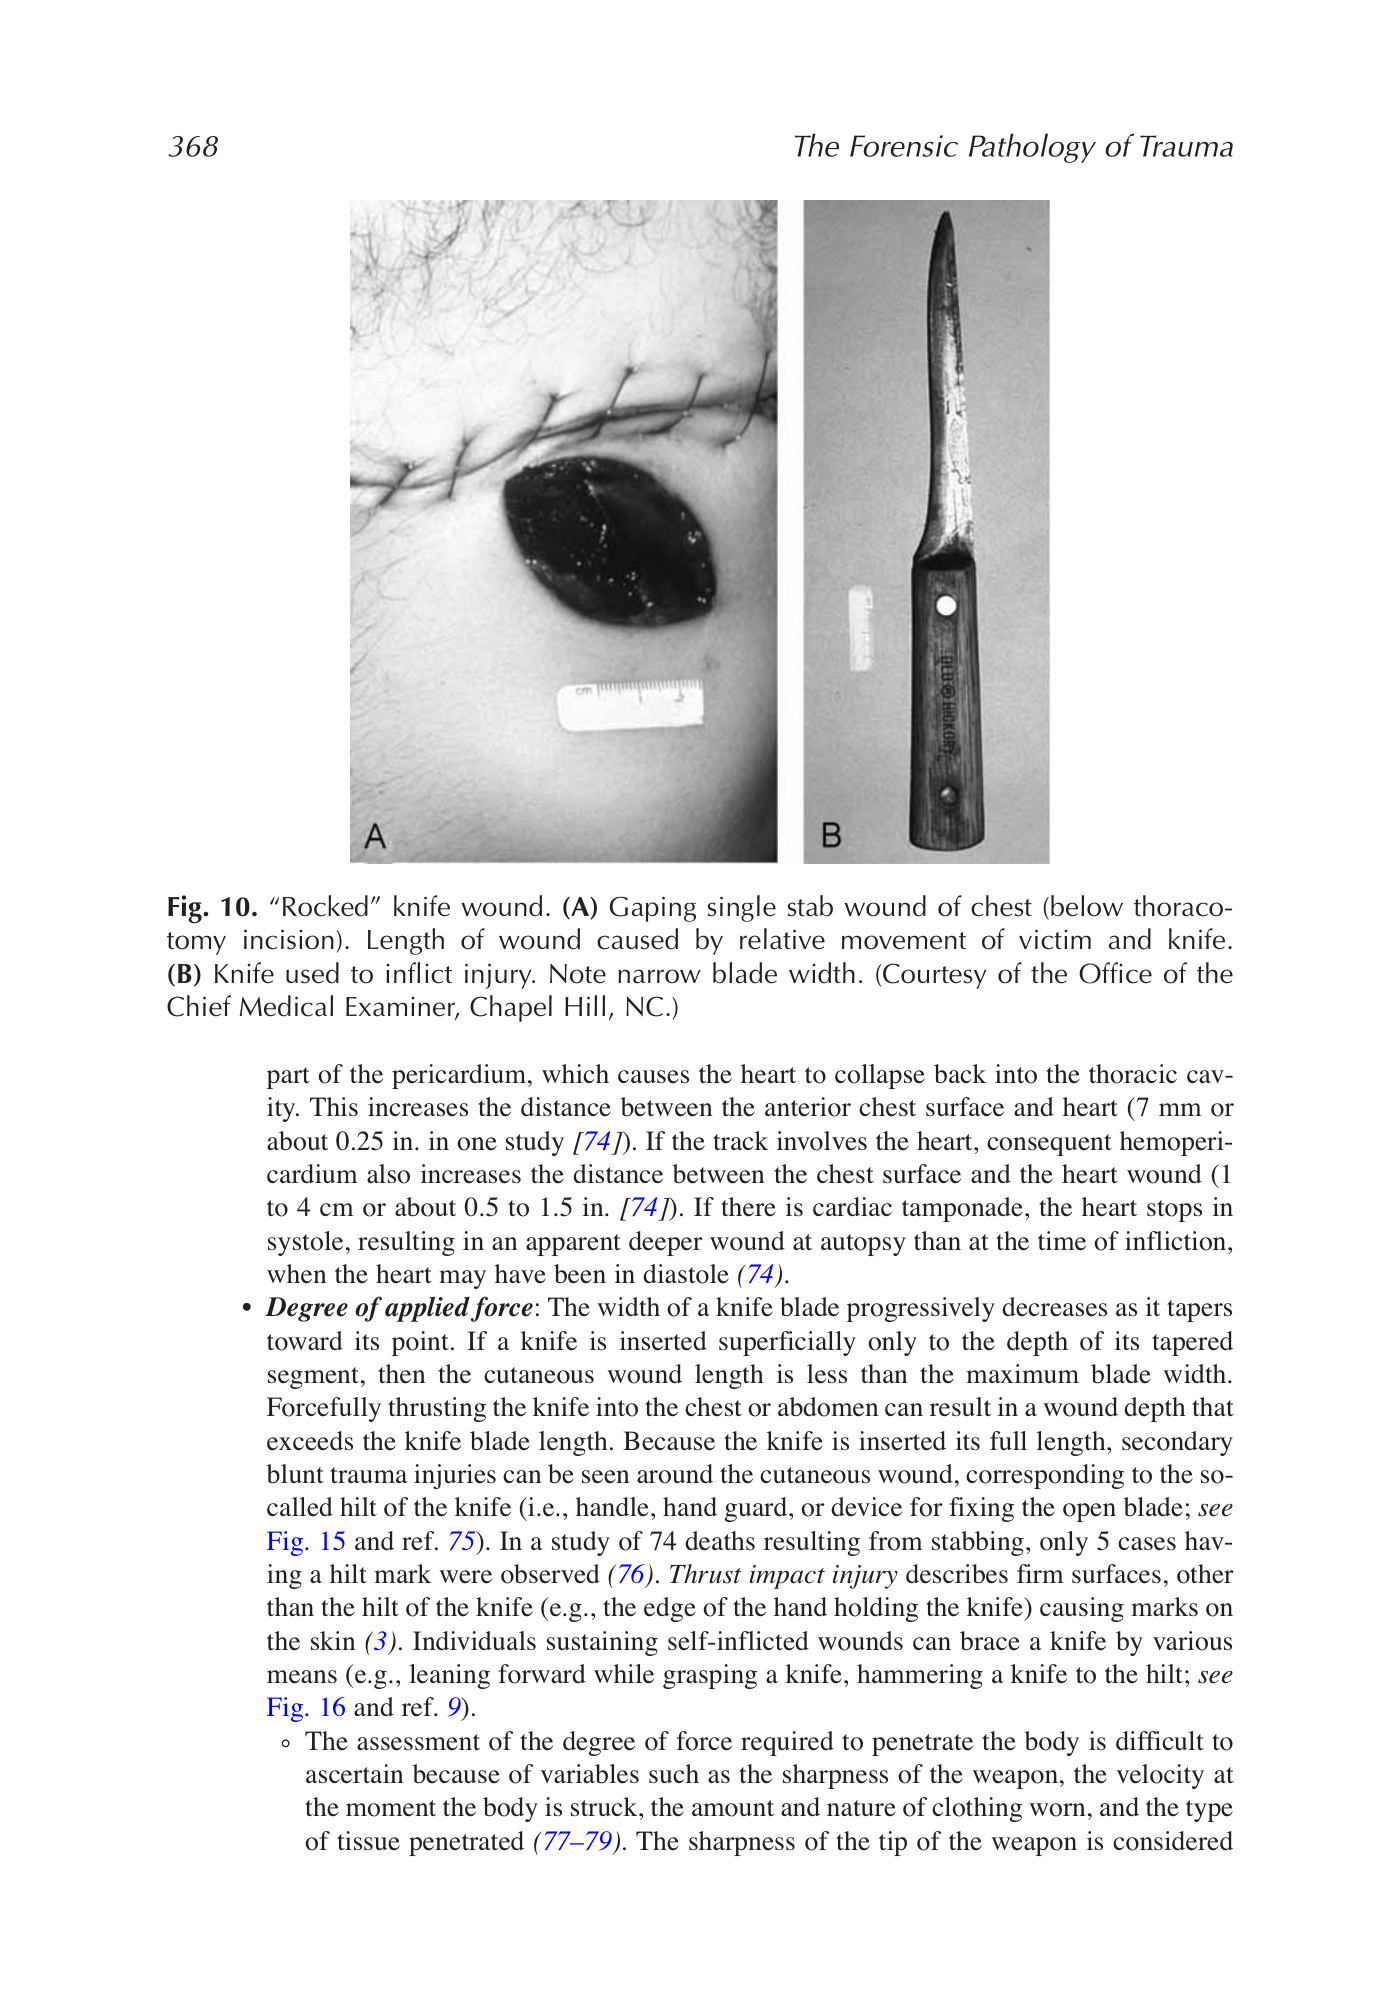 368
The Forensic Pathology of Trauma
cm 1 2
OLD HICKORY
A
B
Fig. 10. “Rocked” knife wound. (A) Gaping single stab wound of chest (below thoraco-
tomy incision). Length of wound caused by relative movement of victim and knife.
(B) Knife used to inflict injury. Note narrow blade width. (Courtesy of the Office of the
Chief Medical Examiner, Chapel Hill, NC.)
part of the pericardium, which causes the heart to collapse back into the thoracic cav-
ity. This increases the distance between the anterior chest surface and heart (7 mm or
about 0.25 in. in one study [74]). If the track involves the heart, consequent hemoperi-
cardium also increases the distance between the chest surface and the heart wound (1
to 4 cm or about 0.5 to 1.5 in. [74]). If there is cardiac tamponade, the heart stops in
systole, resulting in an apparent deeper wound at autopsy than at the time of infliction,
when the heart may have been in diastole (74).
• Degree of applied force: The width of a knife blade progressively decreases as it tapers
toward its point. If a knife is inserted superficially only to the depth of its tapered
segment, then the cutaneous wound length is less than the maximum blade width.
Forcefully thrusting the knife into the chest or abdomen can result in a wound depth that
exceeds the knife blade length. Because the knife is inserted its full length, secondary
blunt trauma injuries can be seen around the cutaneous wound, corresponding to the so-
called hilt of the knife (i.e., handle, hand guard, or device for fixing the open blade; see
Fig. 15 and ref. 75). In a study of 74 deaths resulting from stabbing, only 5 cases hav-
ing a hilt mark were observed (76). Thrust impact injury describes firm surfaces, other
than the hilt of the knife (e.g., the edge of the hand holding the knife) causing marks on
the skin (3). Individuals sustaining self-inflicted wounds can brace a knife by various
means (e.g., leaning forward while grasping a knife, hammering a knife to the hilt; see
Fig. 16 and ref. 9).
◦ The assessment of the degree of force required to penetrate the body is difficult to
ascertain because of variables such as the sharpness of the weapon, the velocity at
the moment the body is struck, the amount and nature of clothing worn, and the type
of tissue penetrated (77–79). The sharpness of the tip of the weapon is considered